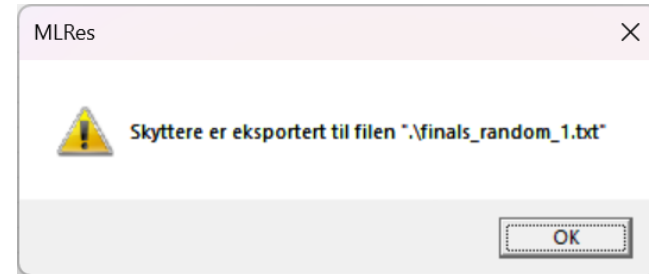 MLRes
Skyttere er eksportert til filen ".\finals_random_1.txt"
OK